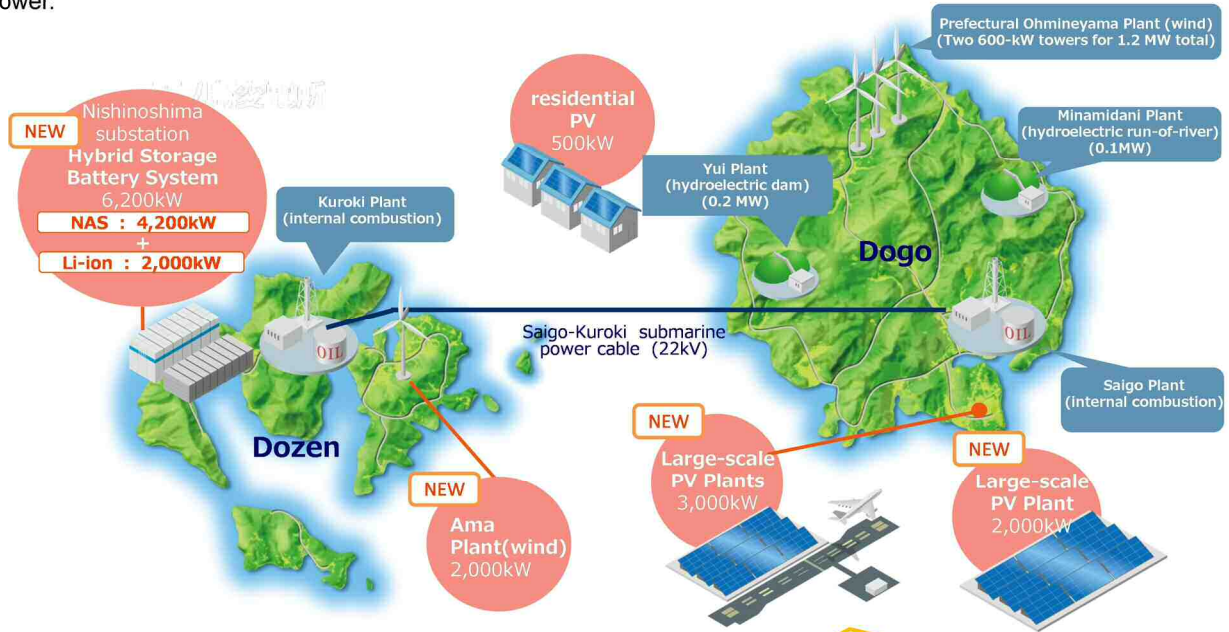 ower.
Prefectural Ohmineyama Plant (wind)
(Two 600-kW towers for 1.2 MW total)
NEW
Nishinoshima
substation
Hybrid Storage
Battery System
6,200kW
NAS : 4,200kW
+
Li-ion : 2,000kW
residential
PV
500kW
Minamidani Plant
(hydroelectric run-of-river)
(0.1MW)
Kuroki Plant
(internal combustion)
Yui Plant
(hydroelectric dam)
(0.2 MW)
Dogo
OIL
OIL
Saigo-Kuroki submarine
power cable (22kV)
Saigo Plant
(internal combustion)
Dozen
NEW
Ama
Plant(wind)
2,000kW
NEW
Large-scale
PV Plants
3,000kW
NEW
Large-scale
PV Plant
2,000kW